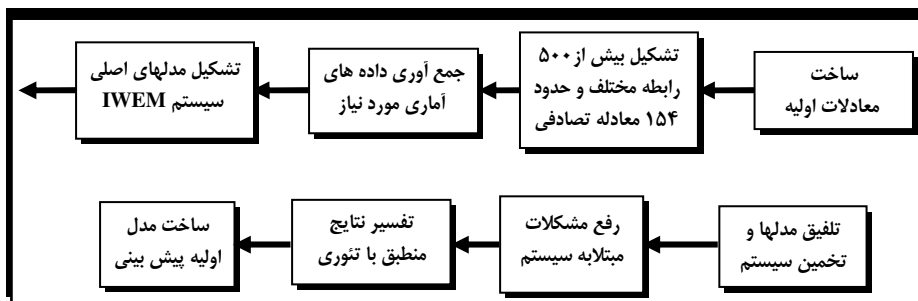 ساخت
معادلات اولیه
تشکیل بیش از ۵۰۰
رابطه مختلف و حدود
۱۵۴ معادله تصادفی
جمع آوری داده های
آماری مورد نیاز
تشکیل مدلهای اصلی
سیستم IWEM
تلفیق مدلها و
تخمین سیستم
رفع مشکلات
مبتلابه سیستم
تفسیر نتایج
منطبق با تئوری
ساخت مدل
اولیه پیش بینی